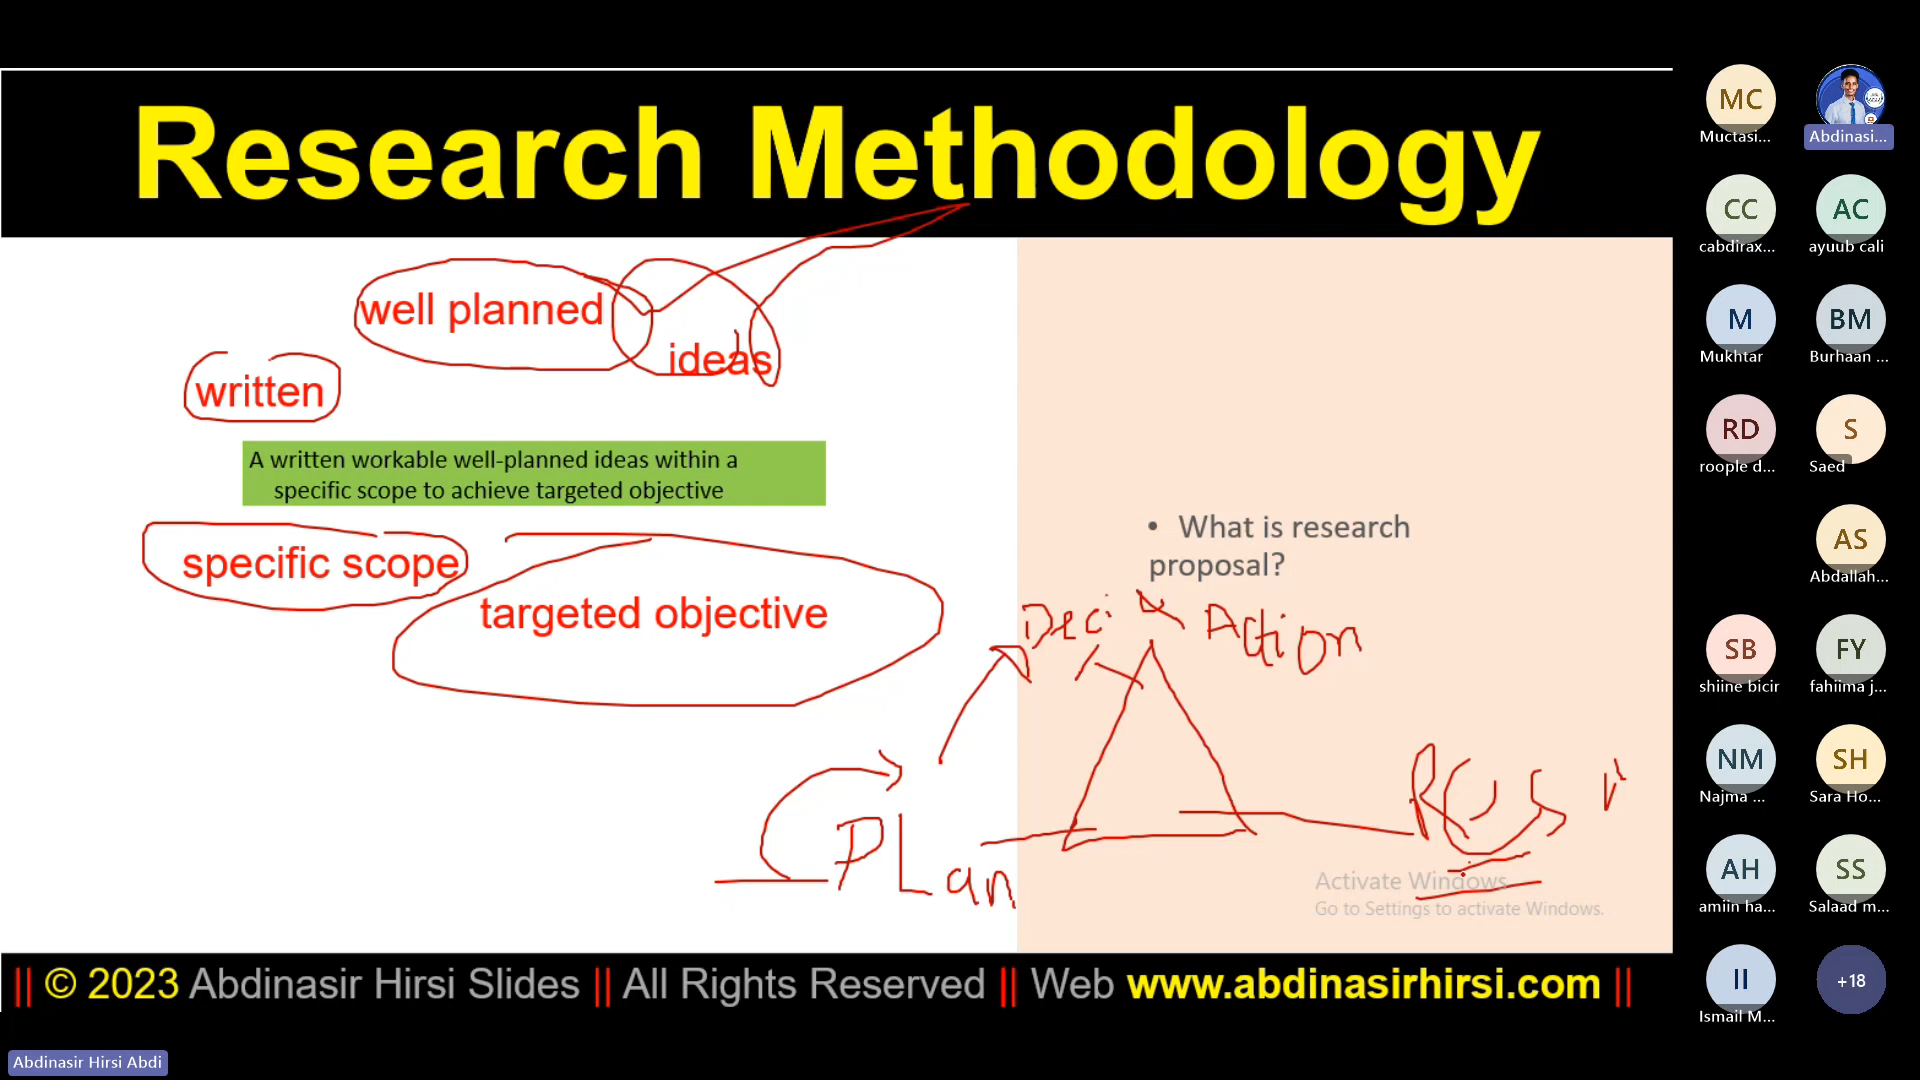 Research Methodology
well planned
ideas
written
A written workable well-planned ideas within a
specific scope to achieve targeted objective
specific scope
targeted objective
• What is research
proposal?
Deci
Action
PLan
Activate Windows
Go to Settings to activate Windows.
|| © 2023 Abdinasir Hirsi Slides || All Rights Reserved || Web www.abdinasirhirsi.com ||
Abdinasir Hirsi Abdi
MC
Muctasi...
Abdinasi...
CC
cabdirax...
AC
ayuub cali
M
Mukhtar
BM
Burhaan ...
RD
roople d...
S
Saed
AS
Abdallah...
SB
shiine bicir
FY
fahiima j...
NM
Najma ...
SH
Sara Ho...
AH
amiin ha...
SS
Salaad m...
II
Ismail M...
+18